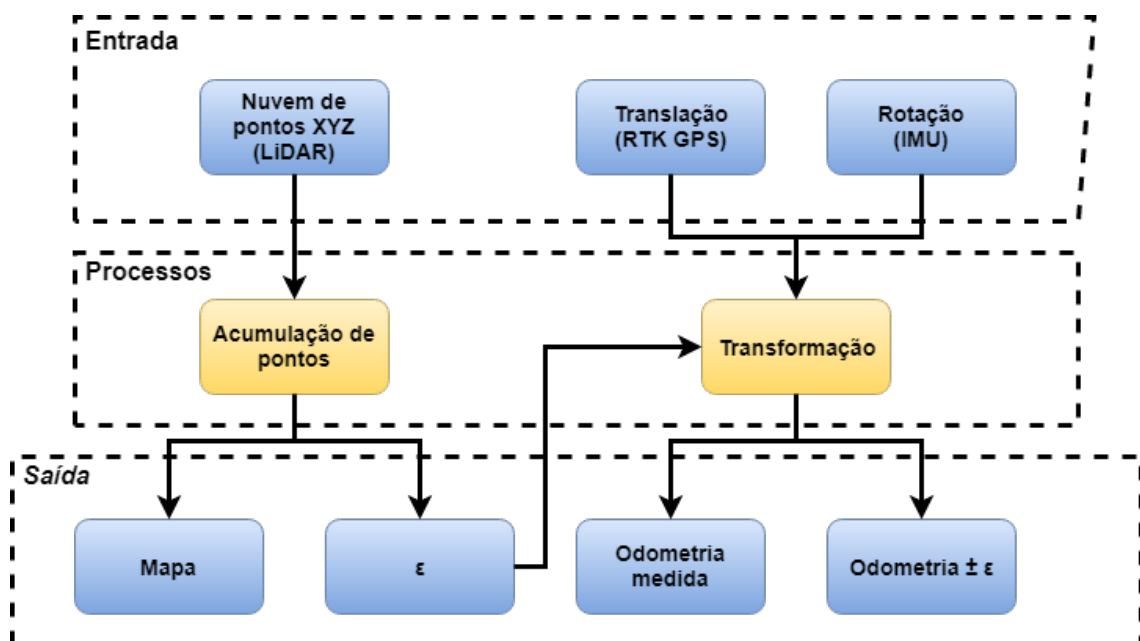 Entrada
Nuvem de
pontos XYZ
(LiDAR)
Translação
(RTK GPS)
Rotação
(IMU)
Processos
Acumulação de
pontos
Transformação
Saída
Mapa
ε
Odometria
medida
Odometria ± ε